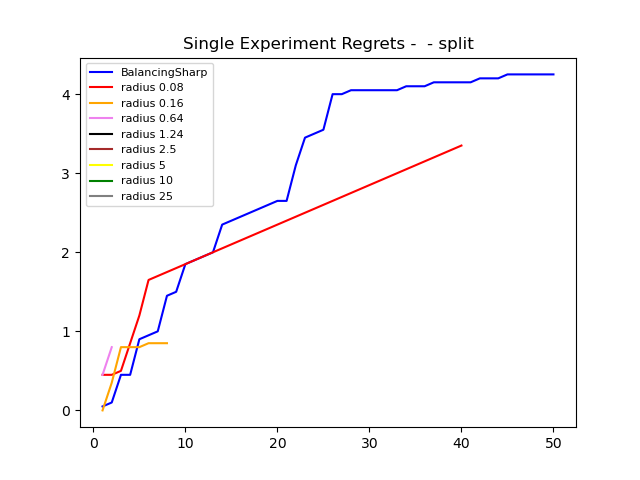 Single Experiment Regrets -  - split
BalancingSharp
radius 0.08
radius 0.16
radius 0.64
radius 1.24
radius 2.5
radius 5
radius 10
radius 25
4
3
2
1
0
0 10 20 30 40 50